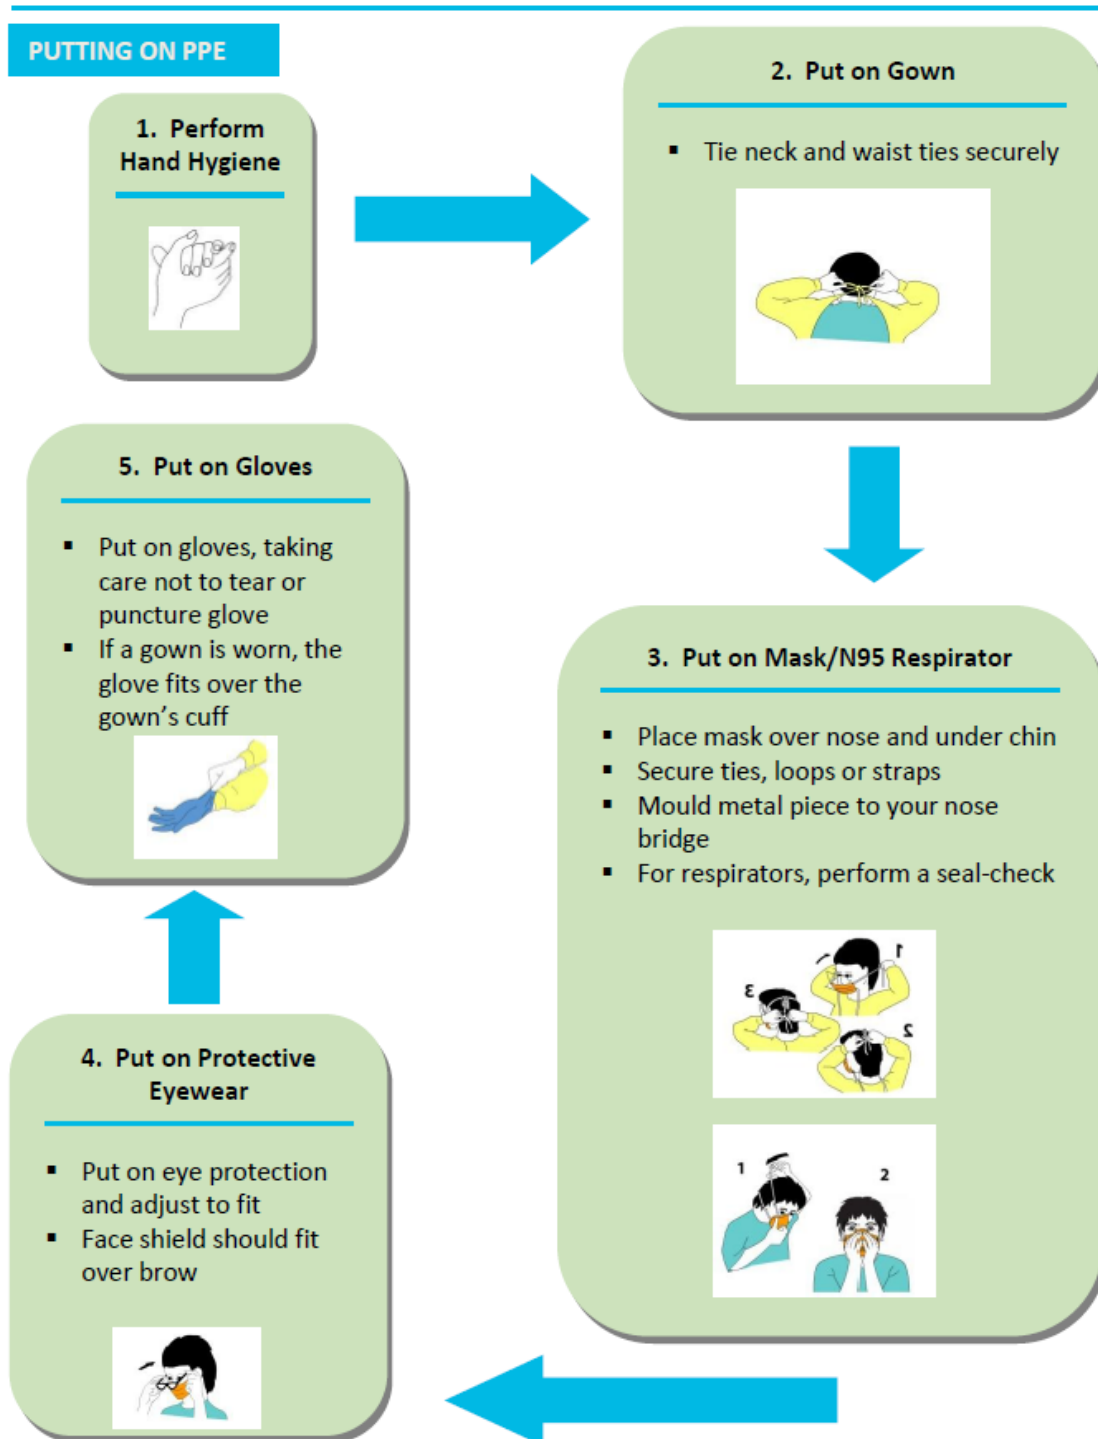 PUTTING ON PPE
1. Perform
Hand Hygiene
2. Put on Gown
▪ Tie neck and waist ties securely
3. Put on Mask/N95 Respirator
▪ Place mask over nose and under chin
▪ Secure ties, loops or straps
▪ Mould metal piece to your nose
bridge
▪ For respirators, perform a seal-check
1
3
2
1
2
4. Put on Protective
Eyewear
▪ Put on eye protection
and adjust to fit
▪ Face shield should fit
over brow
5. Put on Gloves
▪ Put on gloves, taking
care not to tear or
puncture glove
▪ If a gown is worn, the
glove fits over the
gown’s cuff